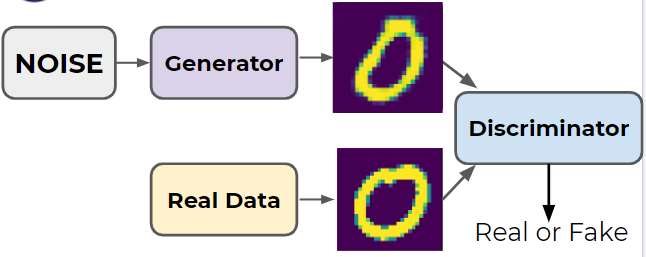 NOISE
Generator
Discriminator
Real Data
Real or Fake